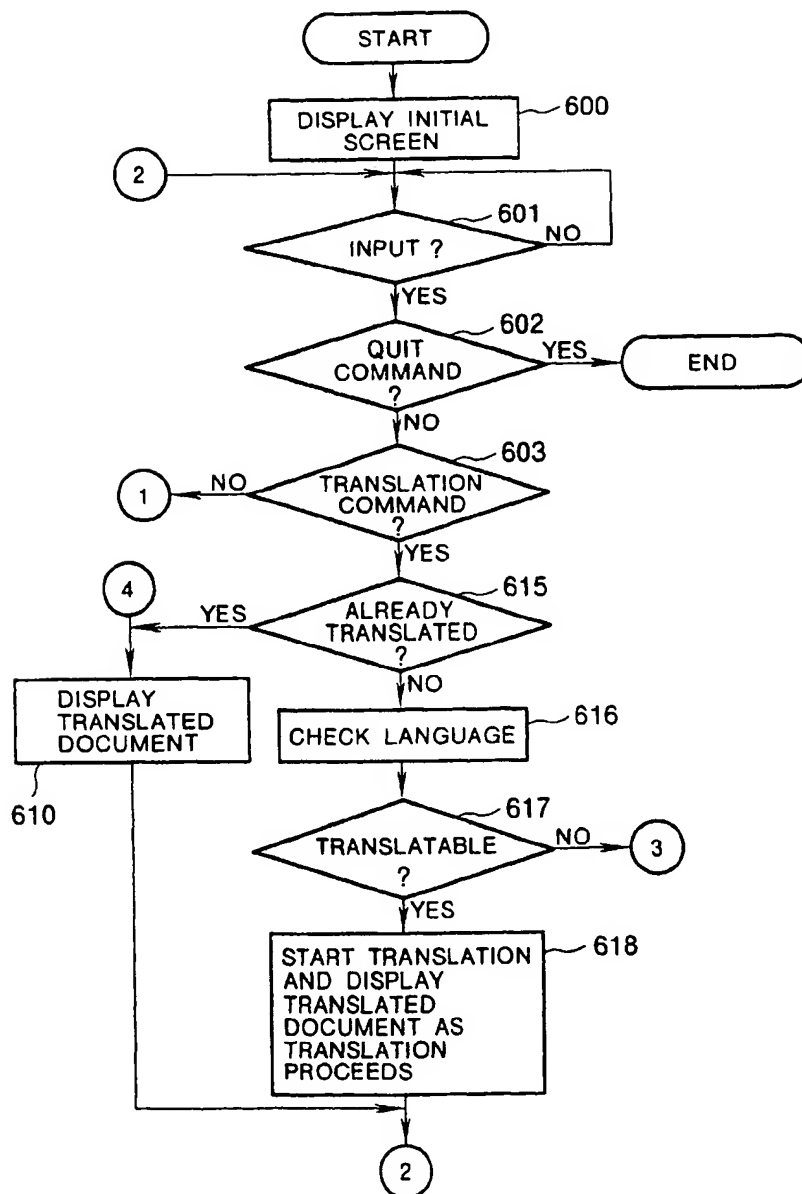 START
DISPLAY INITIAL
SCREEN
600
2
601
INPUT ?
NO
YES
602
QUIT
COMMAND
?
YES
END
NO
603
TRANSLATION
COMMAND
?
NO
1
YES
4
615
ALREADY
TRANSLATED
?
YES
NO
DISPLAY
TRANSLATED
DOCUMENT
610
616
CHECK LANGUAGE
617
TRANSLATABLE
?
NO
3
YES
618
START TRANSLATION
AND DISPLAY
TRANSLATED
DOCUMENT AS
TRANSLATION
PROCEEDS
2